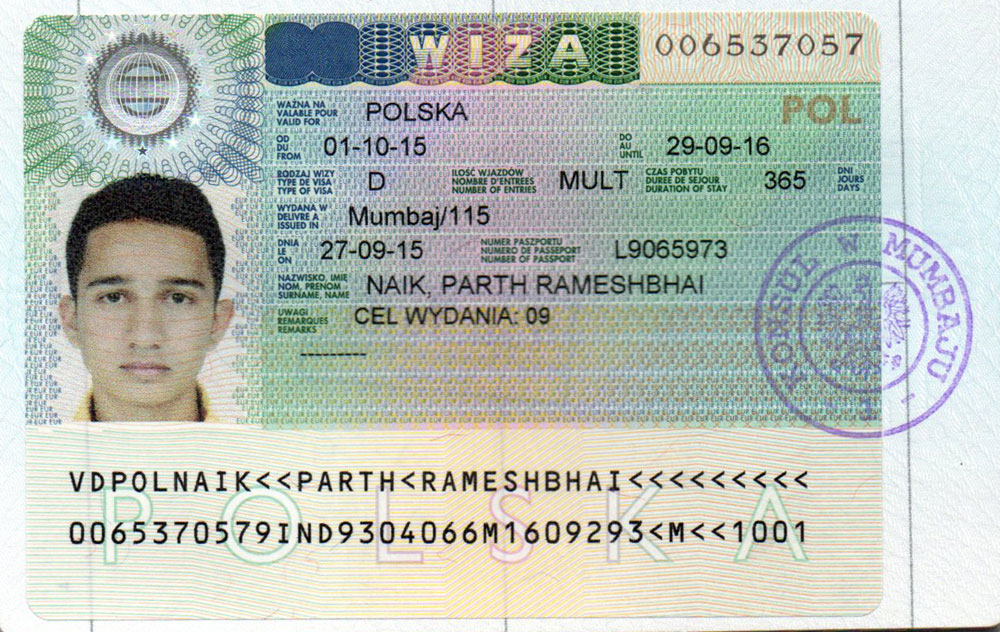 WIZA 006537057
POL
WAŻNA NA
VALABLE POUR
VALID FOR
POLSKA
OD
DU
FROM
01-10-15
DO
AU
UNTIL
29-09-16
RODZAJ WIZY
TYPE DE VISA
TYPE OF VISA
D
ILOŚĆ WJAZDÓW
NOMBRE D'ENTREES
NUMBER OF ENTRIES
MULT
CZAS POBYTU
DUREE DE SEJOUR
DURATION OF STAY
365
DNI
JOURS
DAYS
WYDANA W
DELIVRE A
ISSUED IN
Mumbaj/115
DNIA
LE
ON
27-09-15
NUMER PASZPORTU
NUMERO DE PASSEPORT
NUMBER OF PASSPORT
L9065973
NAZWISKO, IMIE
NOM, PRENOM
SURNAME, NAME
NAIK, PARTH RAMESHBHAI
UWAGI
REMARQUES
REMARKS
CEL WYDANIA: 09
---------
KONSUL W MUMBAJU
VDPOLNAIK<<PARTH<RAMESHBHAI<<<<<<<<<
POLSKA
0065370579IND9304066M1609293<M<<1001